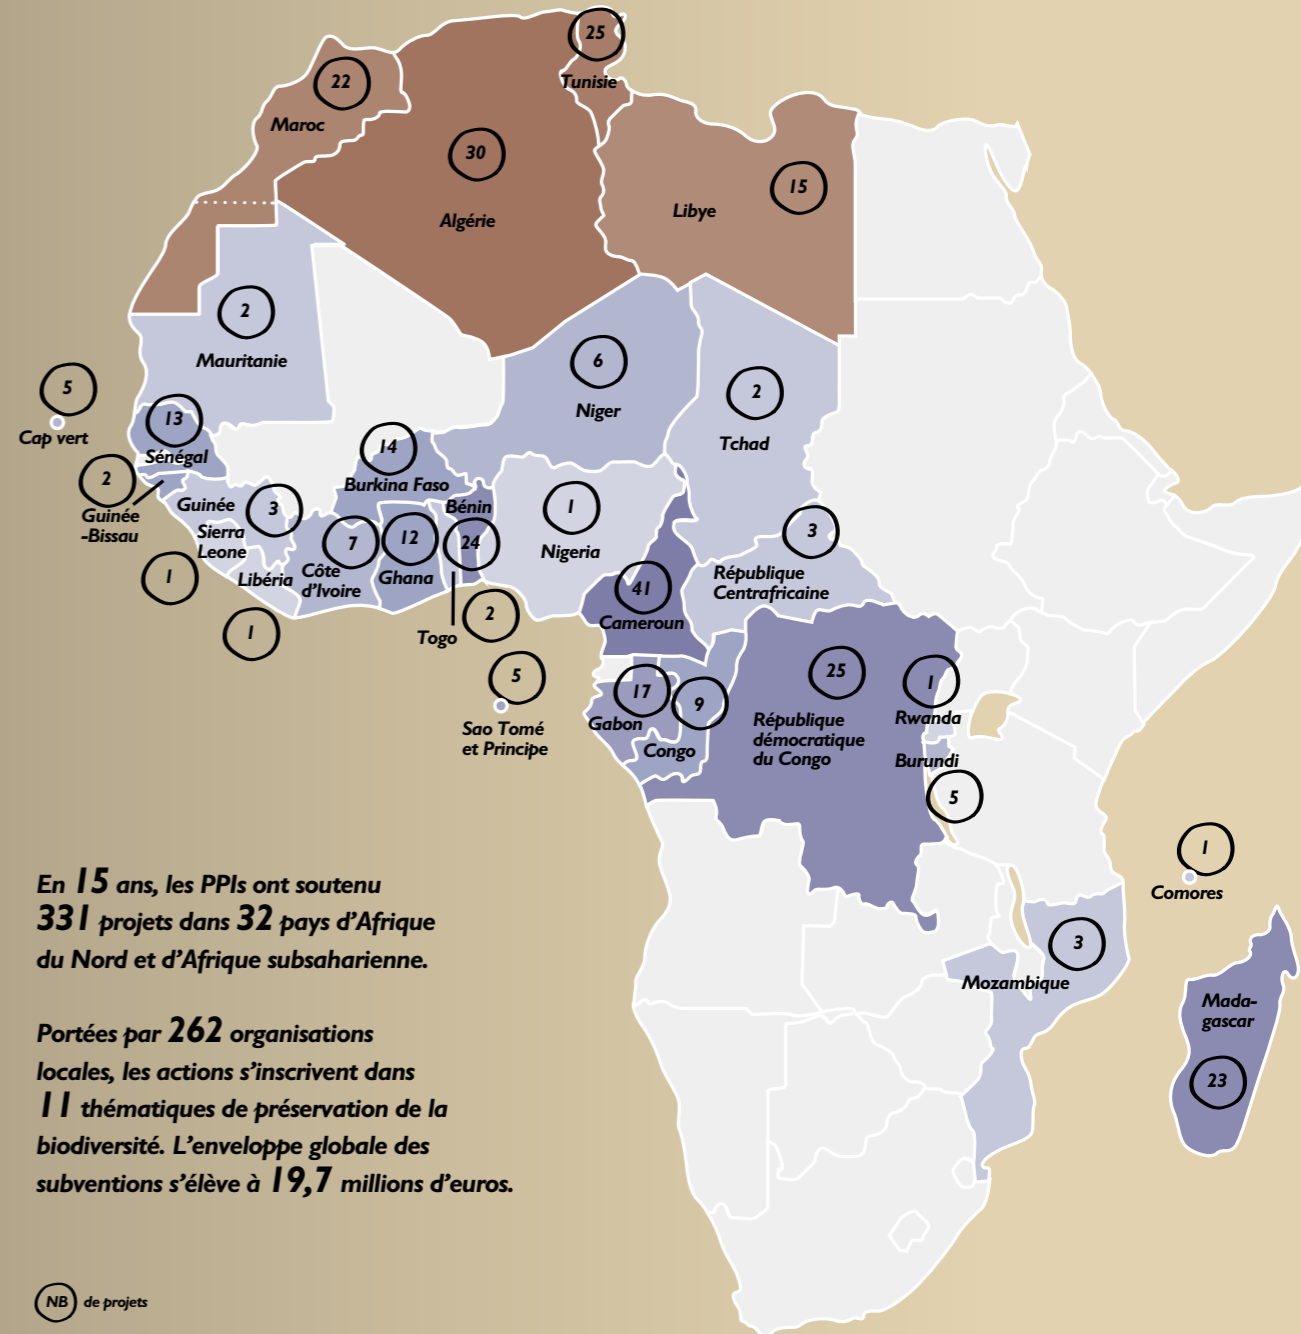 25
Tunisie
22
Maroc
30
Algérie
15
Libye
2
Mauritanie
6
Niger
2
Tchad
5
Cap vert
13
Sénégal
14
Burkina Faso
2
Guinée
-Bissau
Guinée
3
Sierra
Leone
1
Libéria
1
7
Côte
d'Ivoire
12
Ghana
Bénin
24
Togo
2
1
Nigeria
3
République
Centrafricaine
41
Cameroun
5
Sao Tomé
et Principe
17
Gabon
9
Congo
25
République
démocratique
du Congo
1
Rwanda
Burundi
5
1
Comores
3
Mozambique
Mada-
gascar
23
En 15 ans, les PPIs ont soutenu
331 projets dans 32 pays d'Afrique
du Nord et d'Afrique subsaharienne.
Portées par 262 organisations
locales, les actions s'inscrivent dans
11 thématiques de préservation de la
biodiversité. L'enveloppe globale des
subventions s'élève à 19,7 millions d'euros.
NB de projets